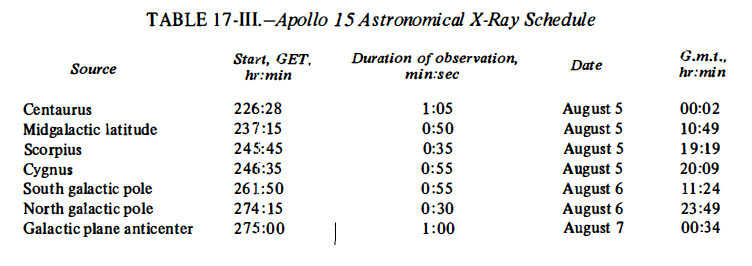 TABLE 17-III.—Apollo 15 Astronomical X-Ray Schedule
Source Start, GET, hr:min Duration of observation, min:sec Date G.m.t., hr:min
Centaurus 226:28 1:05 August 5 00:02
Midgalactic latitude 237:15 0:50 August 5 10:49
Scorpius 245:45 0:35 August 5 19:19
Cygnus 246:35 0:55 August 5 20:09
South galactic pole 261:50 0:55 August 6 11:24
North galactic pole 274:15 0:30 August 6 23:49
Galactic plane anticenter 275:00 1:00 August 7 00:34